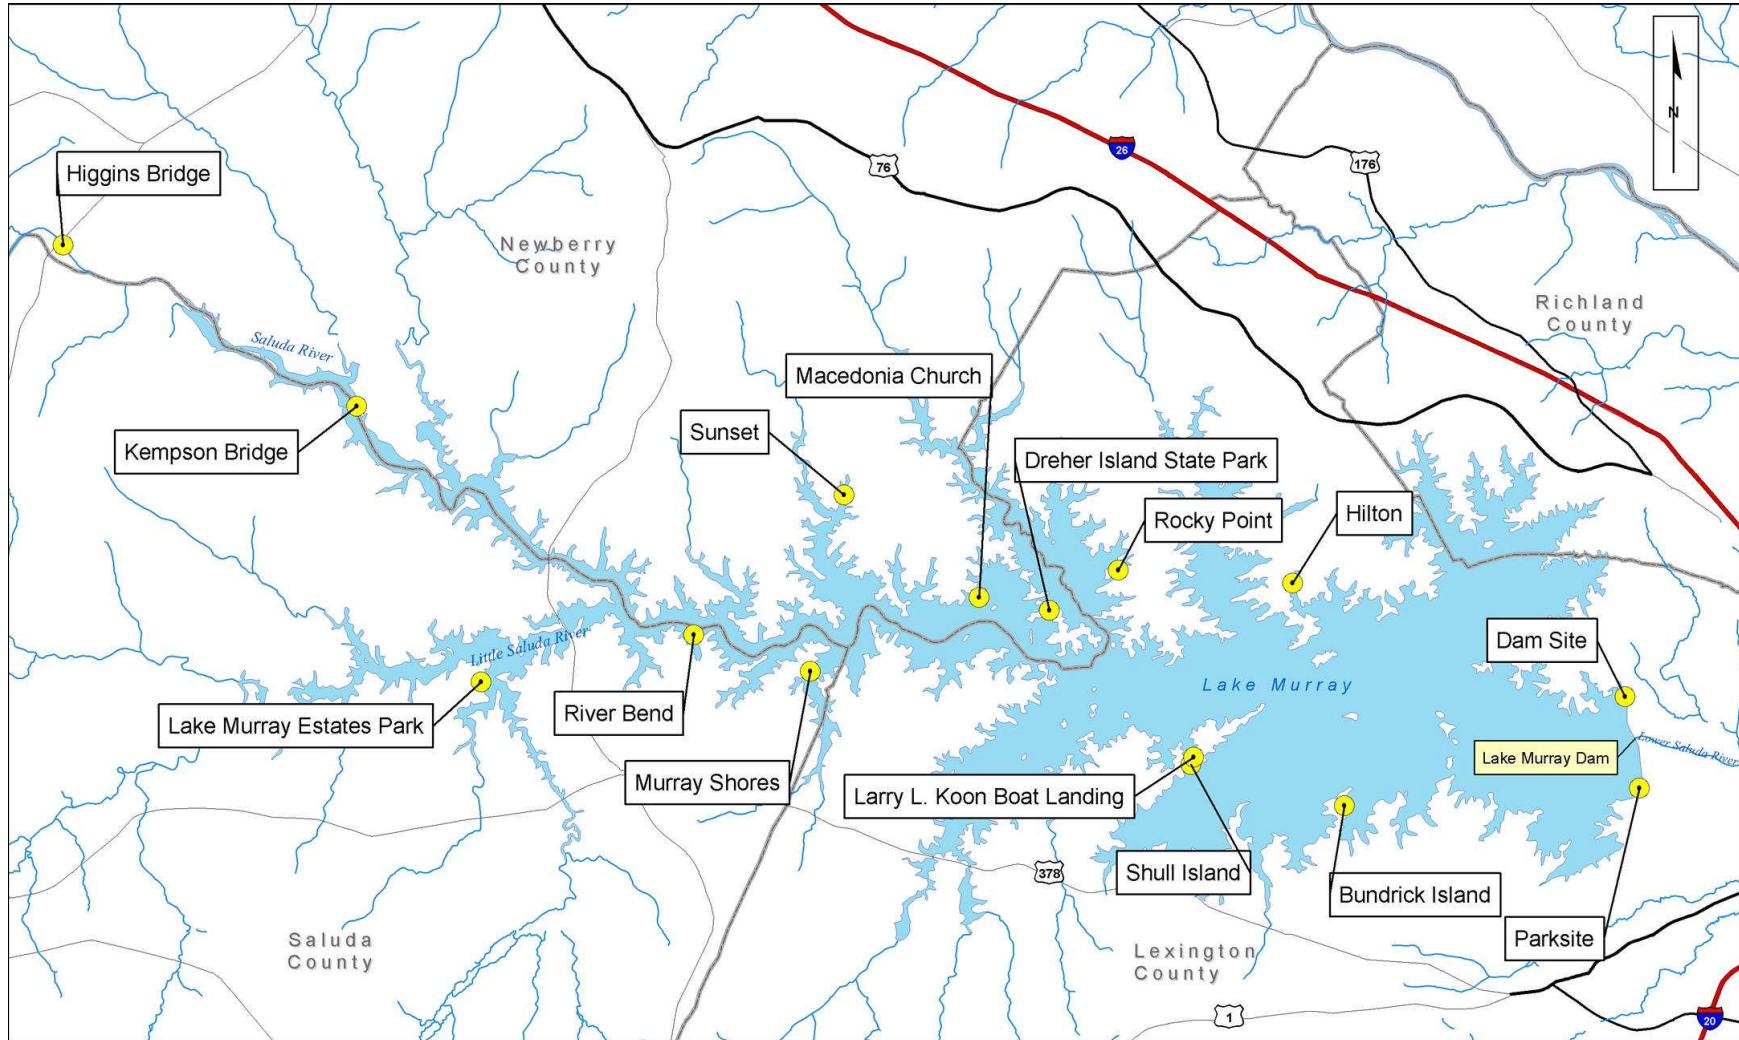 N
26
76
176
Higgins Bridge
Newberry
County
Richland
County
Saluda River
Macedonia Church
Kempson Bridge
Sunset
Dreher Island State Park
Rocky Point
Hilton
Little Saluda River
Dam Site
Lake Murray
Lake Murray Estates Park
River Bend
Lower Saluda River
Lake Murray Dam
Murray Shores
Larry L. Koon Boat Landing
Shull Island
378
Bundrick Island
Parksite
Saluda
County
Lexington
County
1
20